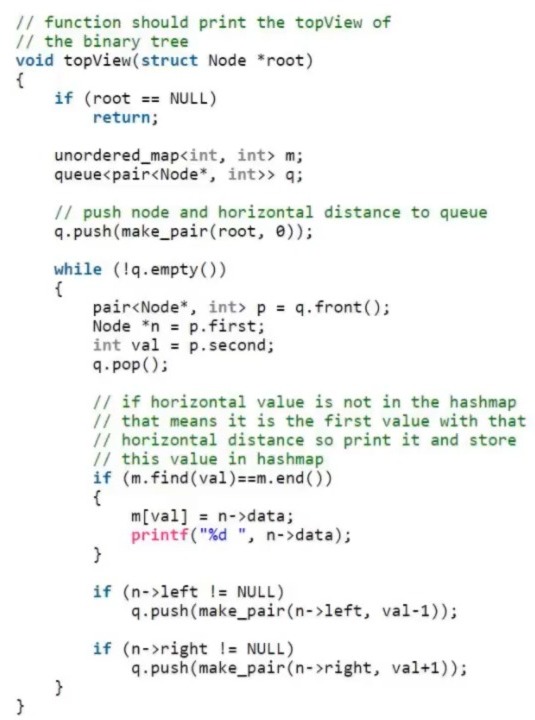 // function should print the topView of
// the binary tree
void topView(struct Node *root)
{
    if (root == NULL)
        return;

    unordered_map<int, int> m;
    queue<pair<Node*, int>> q;

    // push node and horizontal distance to queue
    q.push(make_pair(root, 0));

    while (!q.empty())
    {
        pair<Node*, int> p = q.front();
        Node *n = p.first;
        int val = p.second;
        q.pop();

        // if horizontal value is not in the hashmap
        // that means it is the first value with that
        // horizontal distance so print it and store
        // this value in hashmap
        if (m.find(val)==m.end())
        {
            m[val] = n->data;
            printf("%d ", n->data);
        }

        if (n->left != NULL)
            q.push(make_pair(n->left, val-1));

        if (n->right != NULL)
            q.push(make_pair(n->right, val+1));
    }
}